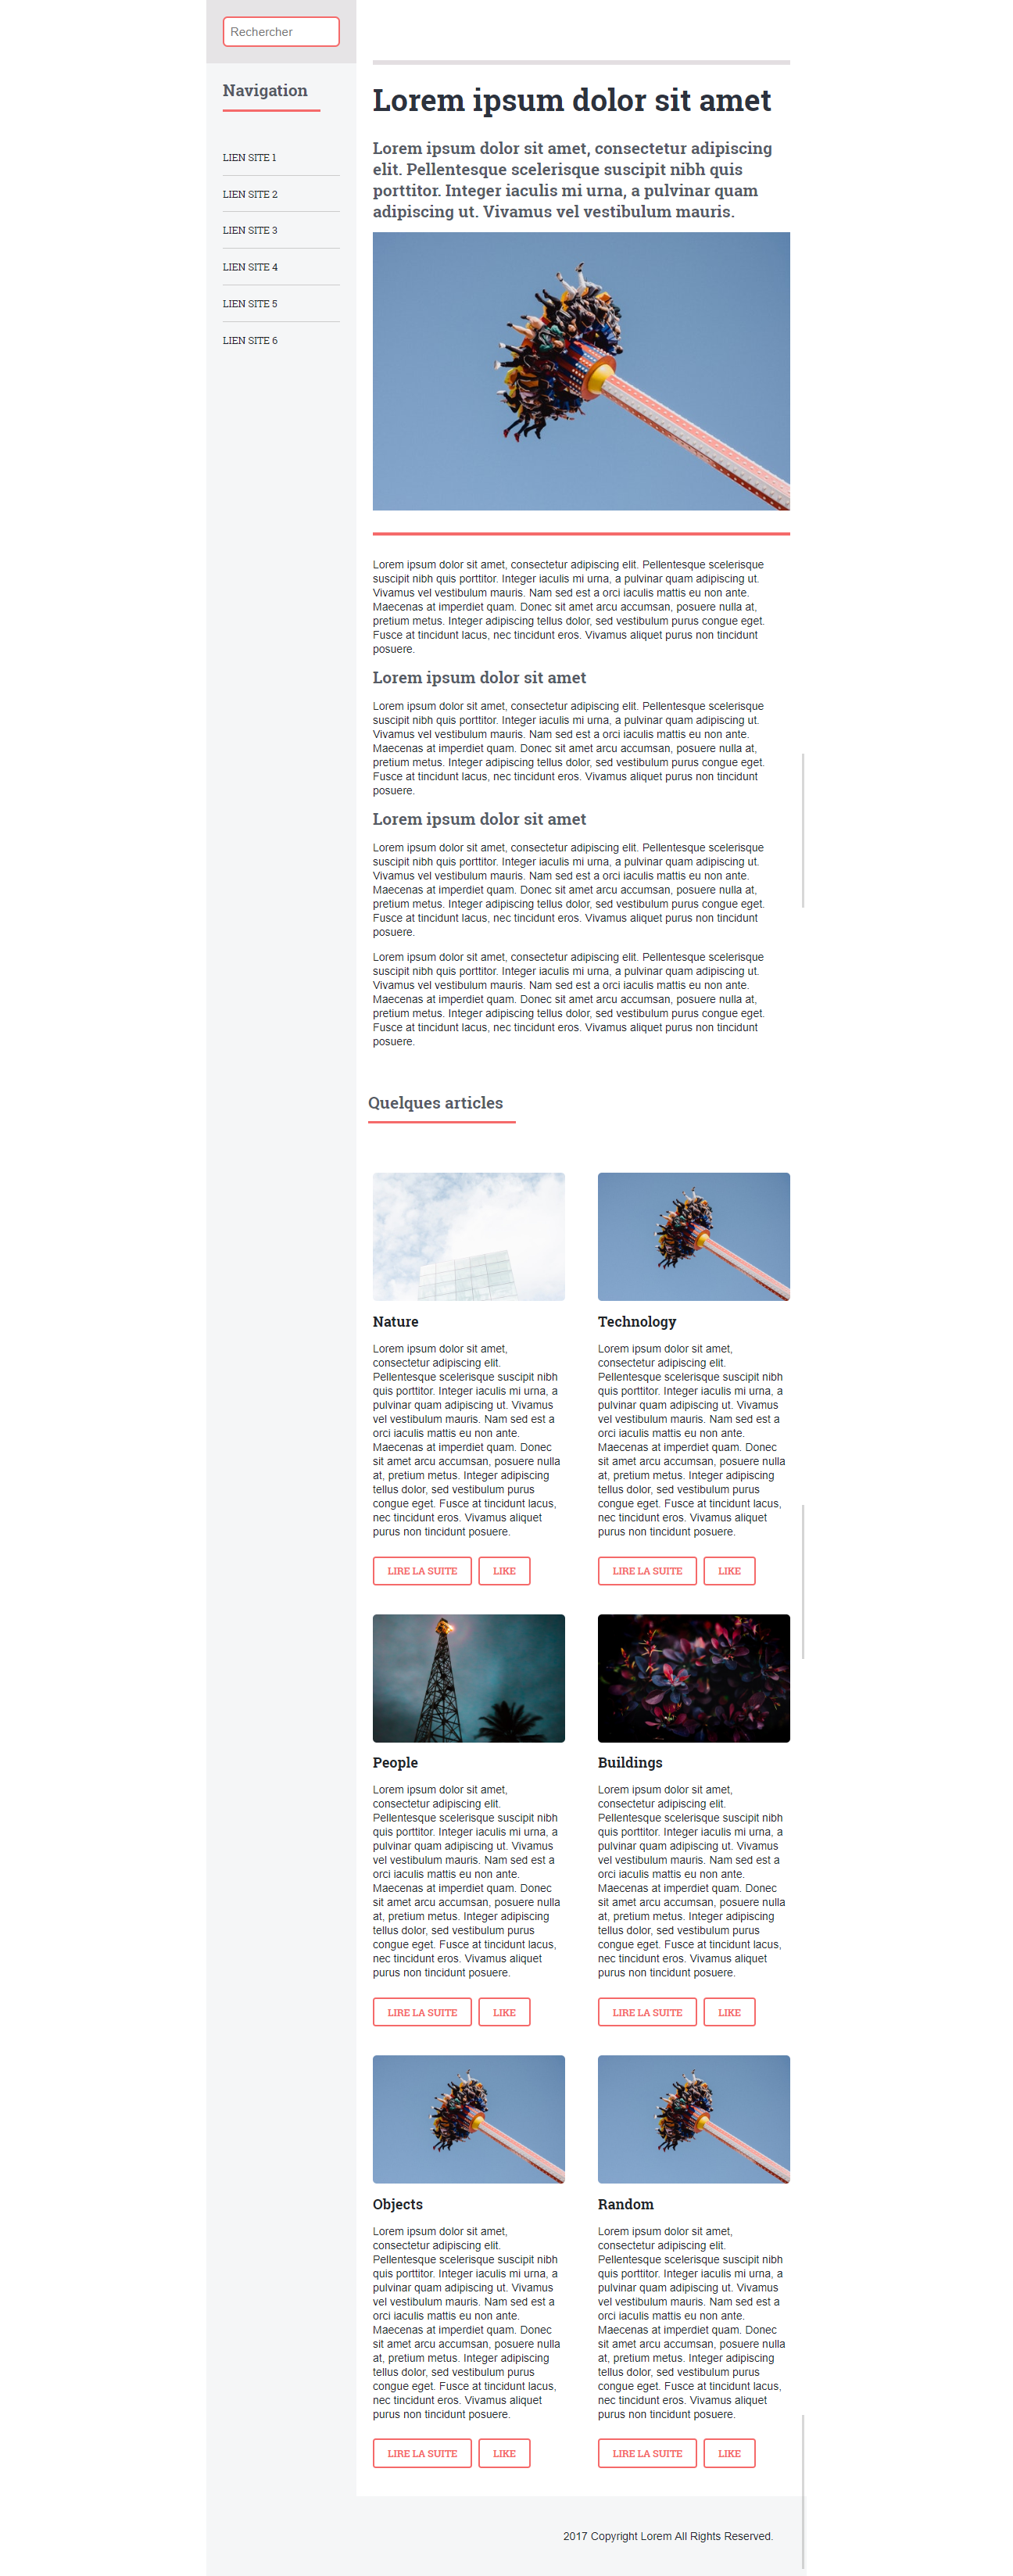 Rechercher
Navigation
LIEN SITE 1
LIEN SITE 2
LIEN SITE 3
LIEN SITE 4
LIEN SITE 5
LIEN SITE 6
Lorem ipsum dolor sit amet
Lorem ipsum dolor sit amet, consectetur adipiscing
elit. Pellentesque scelerisque suscipit nibh quis
porttitor. Integer iaculis mi urna, a pulvinar quam
adipiscing ut. Vivamus vel vestibulum mauris.
Lorem ipsum dolor sit amet, consectetur adipiscing elit. Pellentesque scelerisque
suscipit nibh quis porttitor. Integer iaculis mi urna, a pulvinar quam adipiscing ut.
Vivamus vel vestibulum mauris. Nam sed est a orci iaculis mattis eu non ante.
Maecenas at imperdiet quam. Donec sit amet arcu accumsan, posuere nulla at,
pretium metus. Integer adipiscing tellus dolor, sed vestibulum purus congue eget.
Fusce at tincidunt lacus, nec tincidunt eros. Vivamus aliquet purus non tincidunt
posuere.
Lorem ipsum dolor sit amet
Lorem ipsum dolor sit amet, consectetur adipiscing elit. Pellentesque scelerisque
suscipit nibh quis porttitor. Integer iaculis mi urna, a pulvinar quam adipiscing ut.
Vivamus vel vestibulum mauris. Nam sed est a orci iaculis mattis eu non ante.
Maecenas at imperdiet quam. Donec sit amet arcu accumsan, posuere nulla at,
pretium metus. Integer adipiscing tellus dolor, sed vestibulum purus congue eget.
Fusce at tincidunt lacus, nec tincidunt eros. Vivamus aliquet purus non tincidunt
posuere.
Lorem ipsum dolor sit amet
Lorem ipsum dolor sit amet, consectetur adipiscing elit. Pellentesque scelerisque
suscipit nibh quis porttitor. Integer iaculis mi urna, a pulvinar quam adipiscing ut.
Vivamus vel vestibulum mauris. Nam sed est a orci iaculis mattis eu non ante.
Maecenas at imperdiet quam. Donec sit amet arcu accumsan, posuere nulla at,
pretium metus. Integer adipiscing tellus dolor, sed vestibulum purus congue eget.
Fusce at tincidunt lacus, nec tincidunt eros. Vivamus aliquet purus non tincidunt
posuere.
Lorem ipsum dolor sit amet, consectetur adipiscing elit. Pellentesque scelerisque
suscipit nibh quis porttitor. Integer iaculis mi urna, a pulvinar quam adipiscing ut.
Vivamus vel vestibulum mauris. Nam sed est a orci iaculis mattis eu non ante.
Maecenas at imperdiet quam. Donec sit amet arcu accumsan, posuere nulla at,
pretium metus. Integer adipiscing tellus dolor, sed vestibulum purus congue eget.
Fusce at tincidunt lacus, nec tincidunt eros. Vivamus aliquet purus non tincidunt
posuere.
Quelques articles
Nature
Lorem ipsum dolor sit amet,
consectetur adipiscing elit.
Pellentesque scelerisque suscipit nibh
quis porttitor. Integer iaculis mi urna, a
pulvinar quam adipiscing ut. Vivamus
vel vestibulum mauris. Nam sed est a
orci iaculis mattis eu non ante.
Maecenas at imperdiet quam. Donec
sit amet arcu accumsan, posuere nulla
at, pretium metus. Integer adipiscing
tellus dolor, sed vestibulum purus
congue eget. Fusce at tincidunt lacus,
nec tincidunt eros. Vivamus aliquet
purus non tincidunt posuere.
LIRE LA SUITE LIKE
Technology
Lorem ipsum dolor sit amet,
consectetur adipiscing elit.
Pellentesque scelerisque suscipit nibh
quis porttitor. Integer iaculis mi urna, a
pulvinar quam adipiscing ut. Vivamus
vel vestibulum mauris. Nam sed est a
orci iaculis mattis eu non ante.
Maecenas at imperdiet quam. Donec
sit amet arcu accumsan, posuere nulla
at, pretium metus. Integer adipiscing
tellus dolor, sed vestibulum purus
congue eget. Fusce at tincidunt lacus,
nec tincidunt eros. Vivamus aliquet
purus non tincidunt posuere.
LIRE LA SUITE LIKE
People
Lorem ipsum dolor sit amet,
consectetur adipiscing elit.
Pellentesque scelerisque suscipit nibh
quis porttitor. Integer iaculis mi urna, a
pulvinar quam adipiscing ut. Vivamus
vel vestibulum mauris. Nam sed est a
orci iaculis mattis eu non ante.
Maecenas at imperdiet quam. Donec
sit amet arcu accumsan, posuere nulla
at, pretium metus. Integer adipiscing
tellus dolor, sed vestibulum purus
congue eget. Fusce at tincidunt lacus,
nec tincidunt eros. Vivamus aliquet
purus non tincidunt posuere.
LIRE LA SUITE LIKE
Buildings
Lorem ipsum dolor sit amet,
consectetur adipiscing elit.
Pellentesque scelerisque suscipit nibh
quis porttitor. Integer iaculis mi urna, a
pulvinar quam adipiscing ut. Vivamus
vel vestibulum mauris. Nam sed est a
orci iaculis mattis eu non ante.
Maecenas at imperdiet quam. Donec
sit amet arcu accumsan, posuere nulla
at, pretium metus. Integer adipiscing
tellus dolor, sed vestibulum purus
congue eget. Fusce at tincidunt lacus,
nec tincidunt eros. Vivamus aliquet
purus non tincidunt posuere.
LIRE LA SUITE LIKE
Objects
Lorem ipsum dolor sit amet,
consectetur adipiscing elit.
Pellentesque scelerisque suscipit nibh
quis porttitor. Integer iaculis mi urna, a
pulvinar quam adipiscing ut. Vivamus
vel vestibulum mauris. Nam sed est a
orci iaculis mattis eu non ante.
Maecenas at imperdiet quam. Donec
sit amet arcu accumsan, posuere nulla
at, pretium metus. Integer adipiscing
tellus dolor, sed vestibulum purus
congue eget. Fusce at tincidunt lacus,
nec tincidunt eros. Vivamus aliquet
purus non tincidunt posuere.
LIRE LA SUITE LIKE
Random
Lorem ipsum dolor sit amet,
consectetur adipiscing elit.
Pellentesque scelerisque suscipit nibh
quis porttitor. Integer iaculis mi urna, a
pulvinar quam adipiscing ut. Vivamus
vel vestibulum mauris. Nam sed est a
orci iaculis mattis eu non ante.
Maecenas at imperdiet quam. Donec
sit amet arcu accumsan, posuere nulla
at, pretium metus. Integer adipiscing
tellus dolor, sed vestibulum purus
congue eget. Fusce at tincidunt lacus,
nec tincidunt eros. Vivamus aliquet
purus non tincidunt posuere.
LIRE LA SUITE LIKE
2017 Copyright Lorem All Rights Reserved.